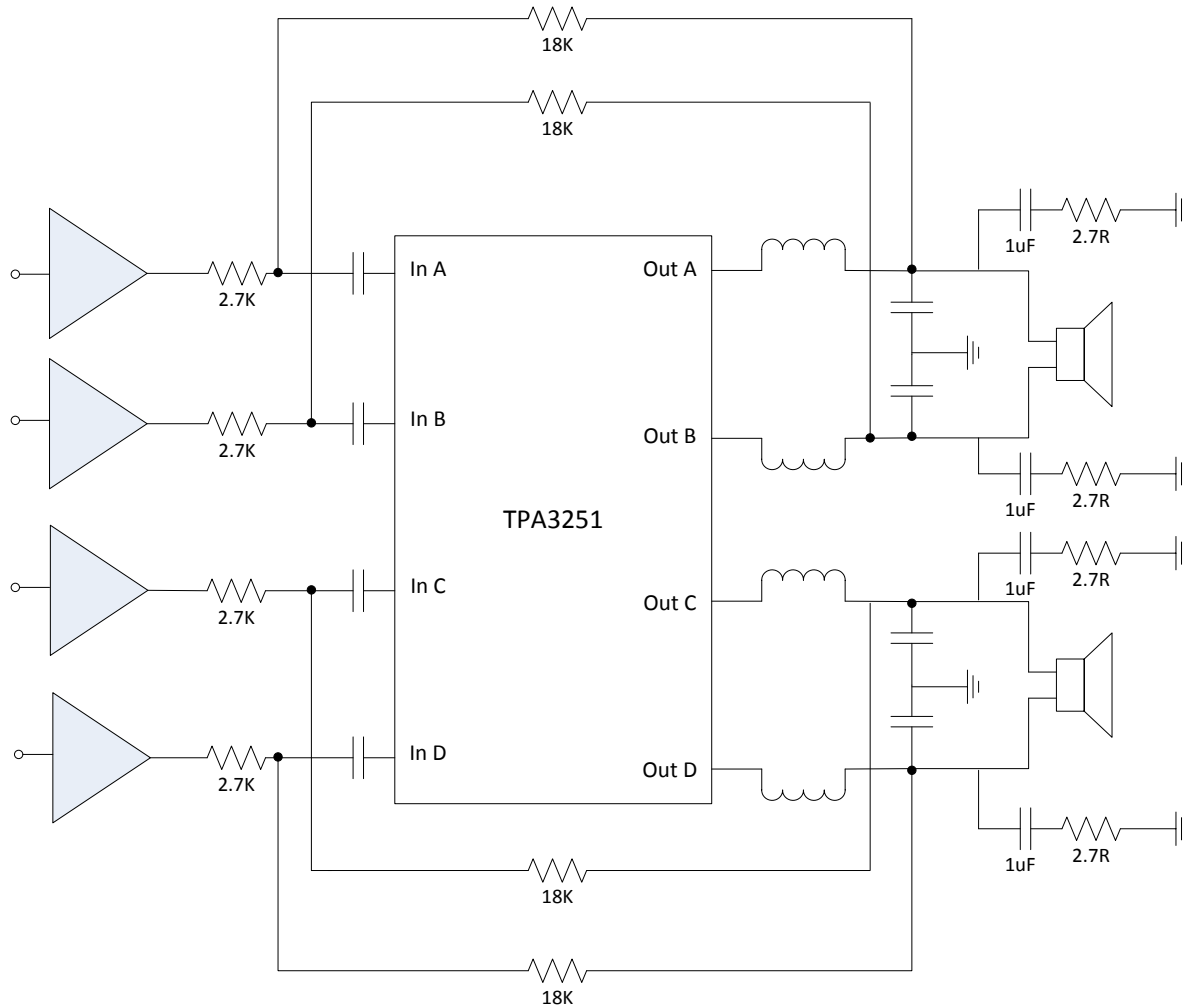 18K
18K
1uF
2.7R
In A
Out A
2.7K
In B
Out B
2.7K
1uF
2.7R
TPA3251
1uF
2.7R
In C
Out C
2.7K
In D
Out D
2.7K
1uF
2.7R
18K
18K